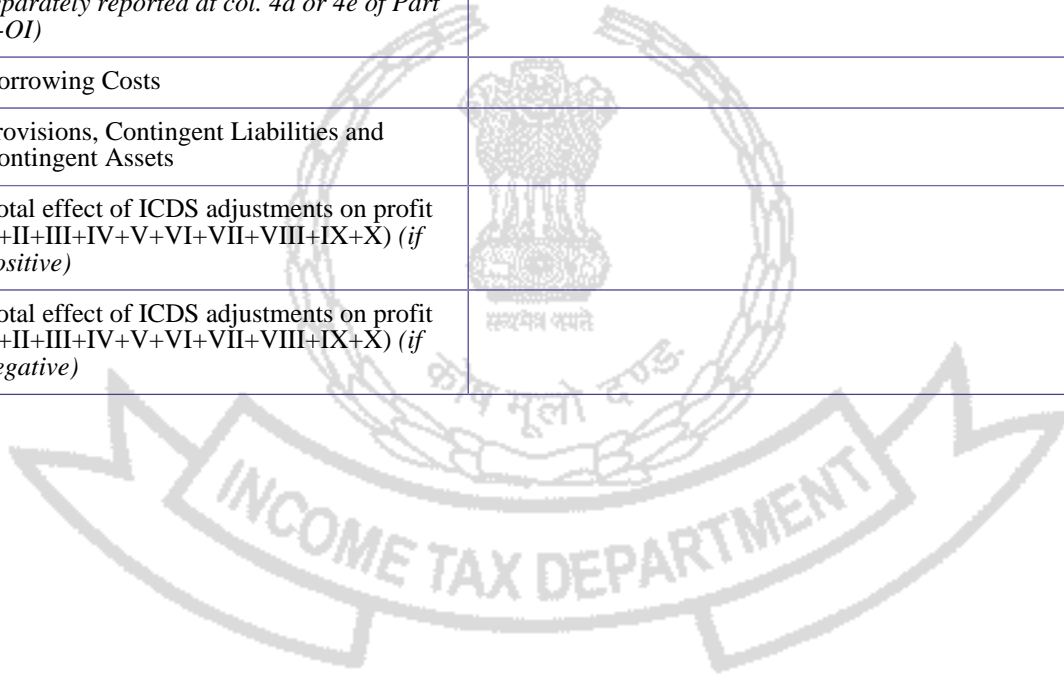 parately reported at col. 4d or 4e of Part
-OI)
orrowing Costs
rovisions, Contingent Liabilities and
ontingent Assets
otal effect of ICDS adjustments on profit
+II+III+IV+V+VI+VII+VIII+IX+X) (if
ositive)
otal effect of ICDS adjustments on profit
+II+III+IV+V+VI+VII+VIII+IX+X) (if
egative)
सत्यमेव जयते
कोष मूलो दण्ड
INCOME TAX DEPARTMENT